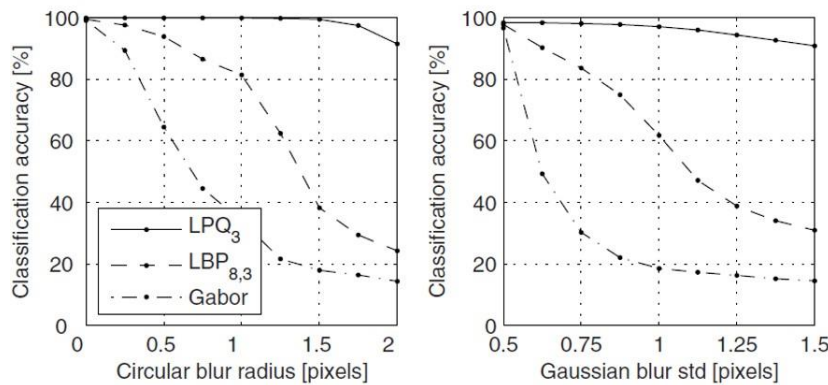 Classification accuracy [%]
100
80
60
40
20
0
LPQ3
LBP8,3
Gabor
0 0.5 1 1.5 2
Circular blur radius [pixels]
Classification accuracy [%]
100
80
60
40
20
0
0.5 0.75 1 1.25 1.5
Gaussian blur std [pixels]